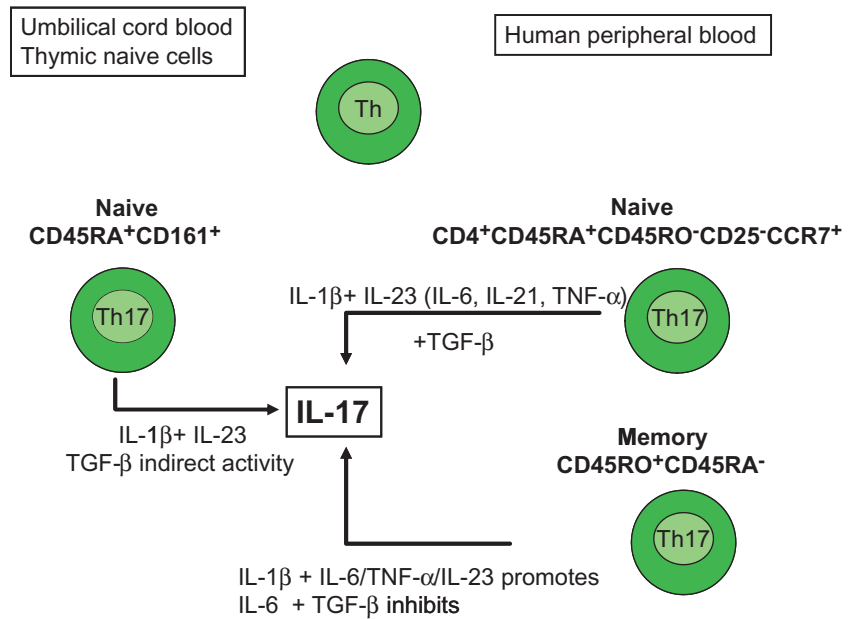 Umbilical cord blood
Thymic naive cells
Human peripheral blood
Th
Naive
CD45RA⁺CD161⁺
Naive
CD4⁺CD45RA⁺CD45RO⁻CD25⁻CCR7⁺
Th17
IL-1β+ IL-23 (IL-6, IL-21, TNF-α)
+TGF-β
Th17
IL-17
IL-1β+ IL-23
TGF-β indirect activity
Memory
CD45RO⁺CD45RA⁻
Th17
IL-1β + IL-6/TNF-α/IL-23 promotes
IL-6 + TGF-β inhibits